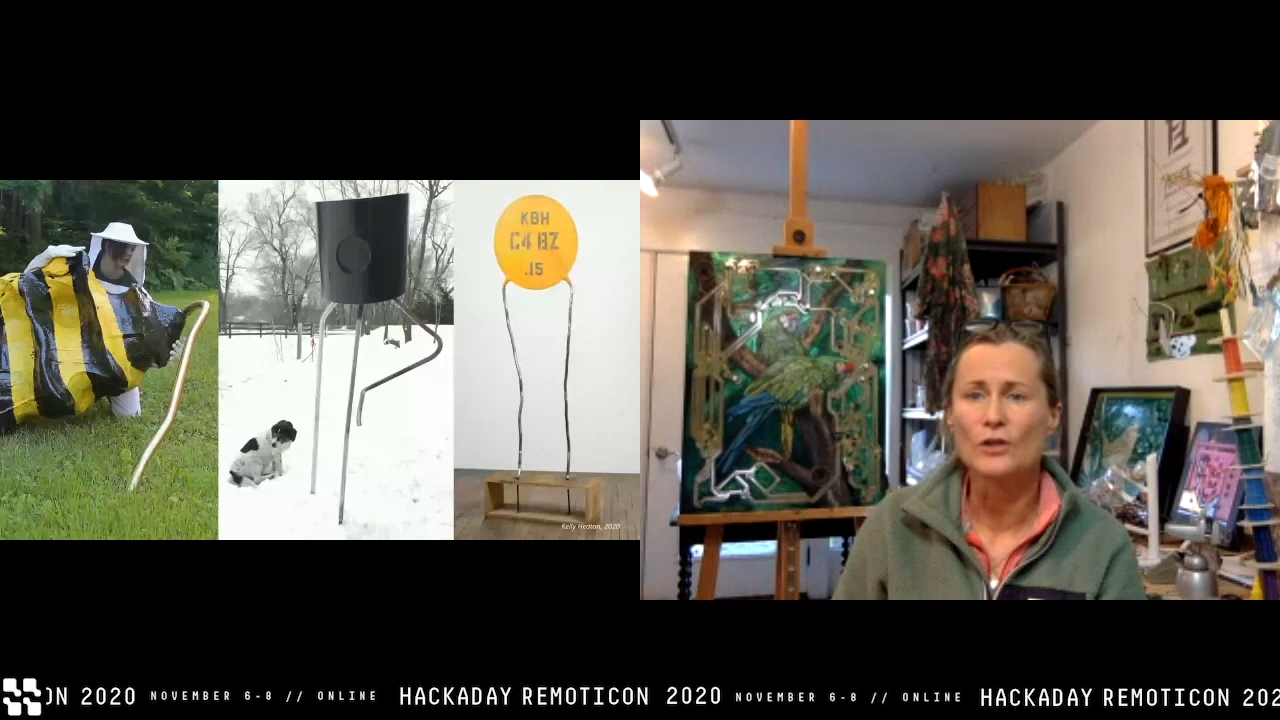 KBH
C4 BZ
.15
Kelly Heaton, 2020
ON 2020 NOVEMBER 6-8 // ONLINE HACKADAY REMOTICON 2020 NOVEMBER 6-8 // ONLINE HACKADAY REMOTICON 202